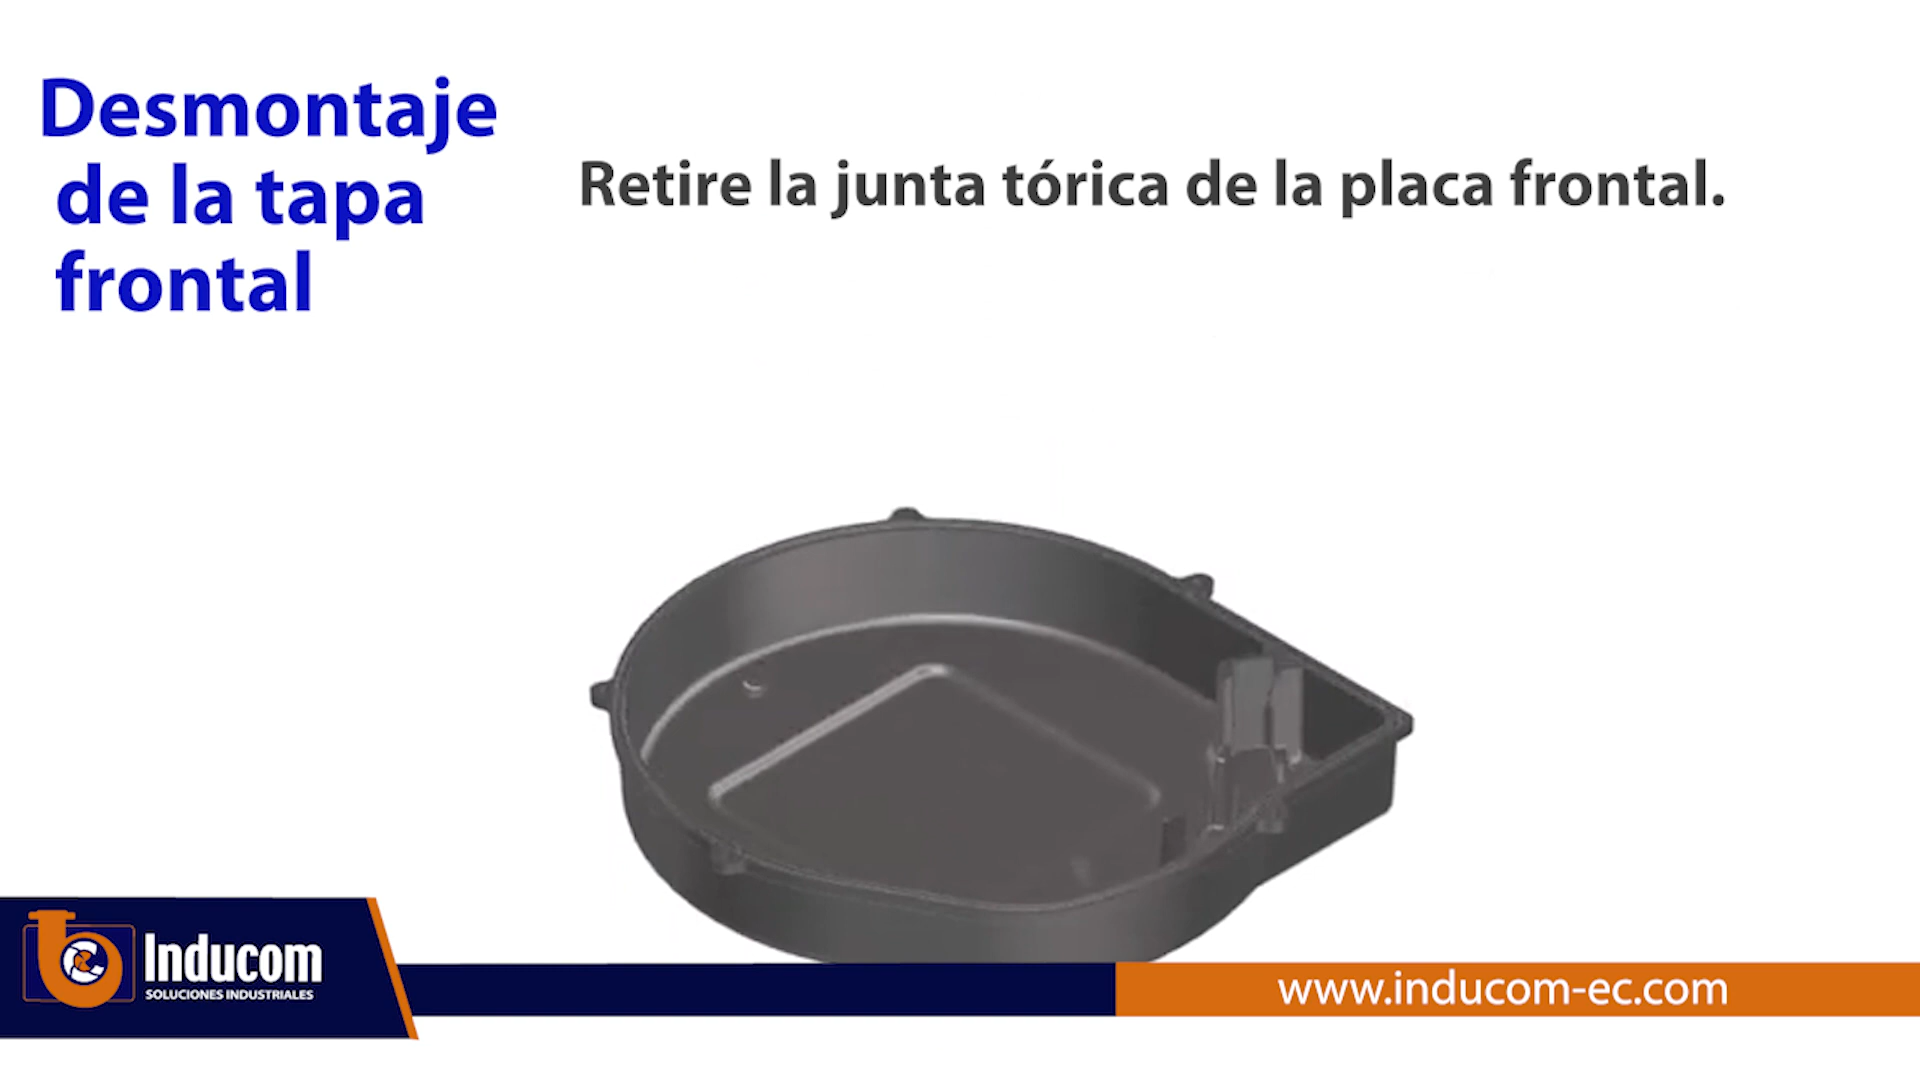 Desmontaje
de la tapa
frontal
Retire la junta tórica de la placa frontal.
Inducom
SOLUCIONES INDUSTRIALES
www.inducom-ec.com